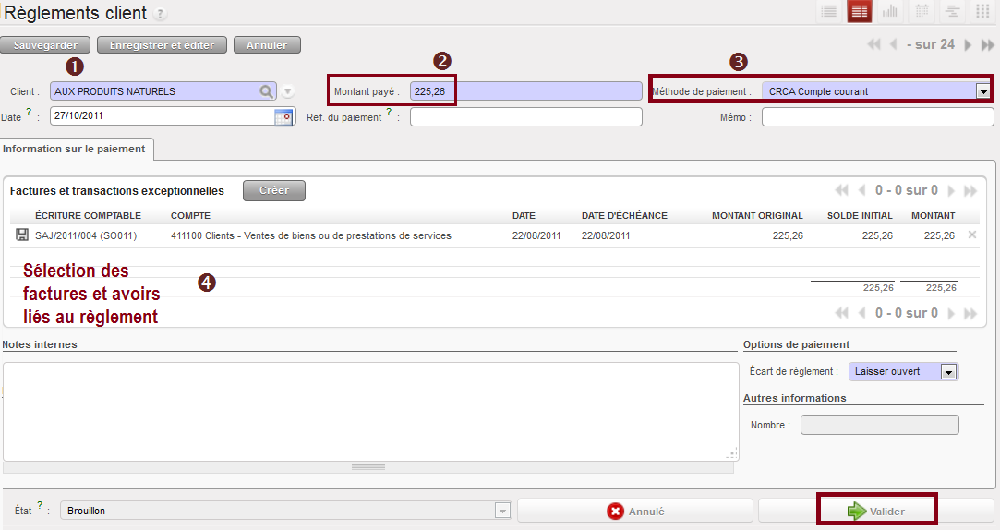 Règlements client ?
Sauvegarder Enregistrer et éditer Annuler - sur 24
1 2 3
Client : AUX PRODUITS NATURELS Montant payé : 225,26 Méthode de paiement : CRCA Compte courant
Date ? : 27/10/2011 Ref. du paiement ? : Mémo :
Information sur le paiement
Factures et transactions exceptionnelles Créer 0 - 0 sur 0
ÉCRITURE COMPTABLE COMPTE DATE DATE D'ÉCHÉANCE MONTANT ORIGINAL SOLDE INITIAL MONTANT
SAJ/2011/004 (SO011) 411100 Clients - Ventes de biens ou de prestations de services 22/08/2011 22/08/2011 225,26 225,26 225,26
Sélection des
factures et avoirs 4
liés au règlement
225,26 225,26
0 - 0 sur 0
Notes internes Options de paiement
Écart de règlement : Laisser ouvert
Autres informations
Nombre :
État ? : Brouillon Annulé Valider